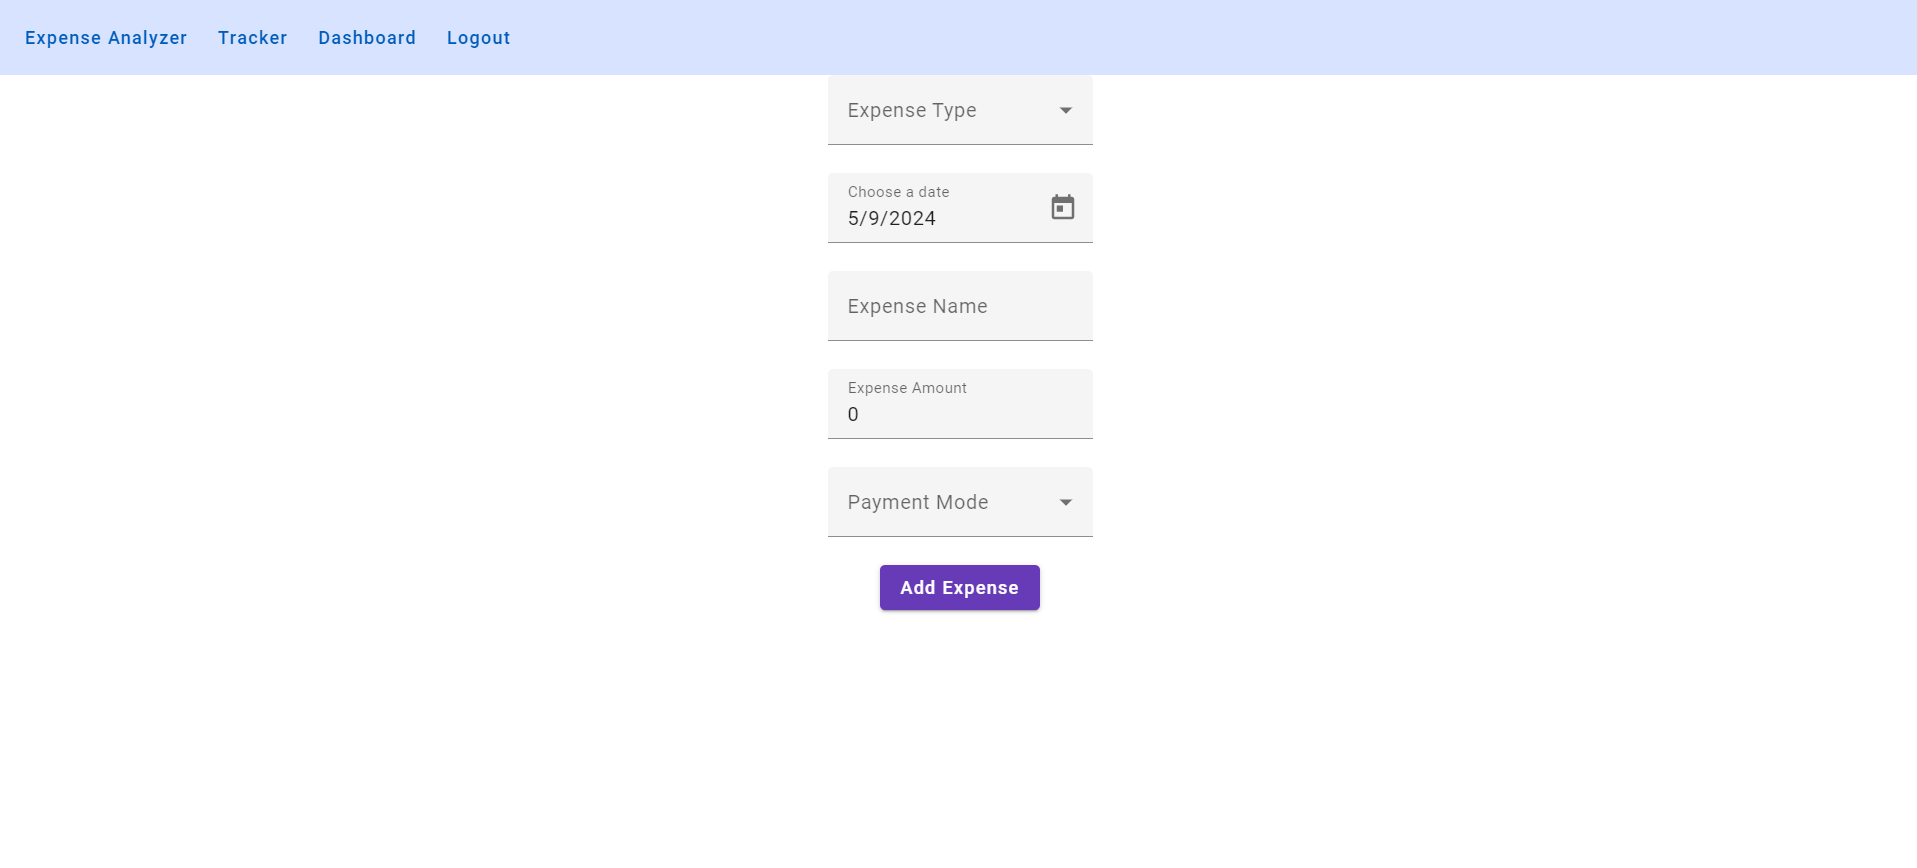 Expense Analyzer Tracker Dashboard Logout
Expense Type
Choose a date
5/9/2024
Expense Name
Expense Amount
0
Payment Mode
Add Expense